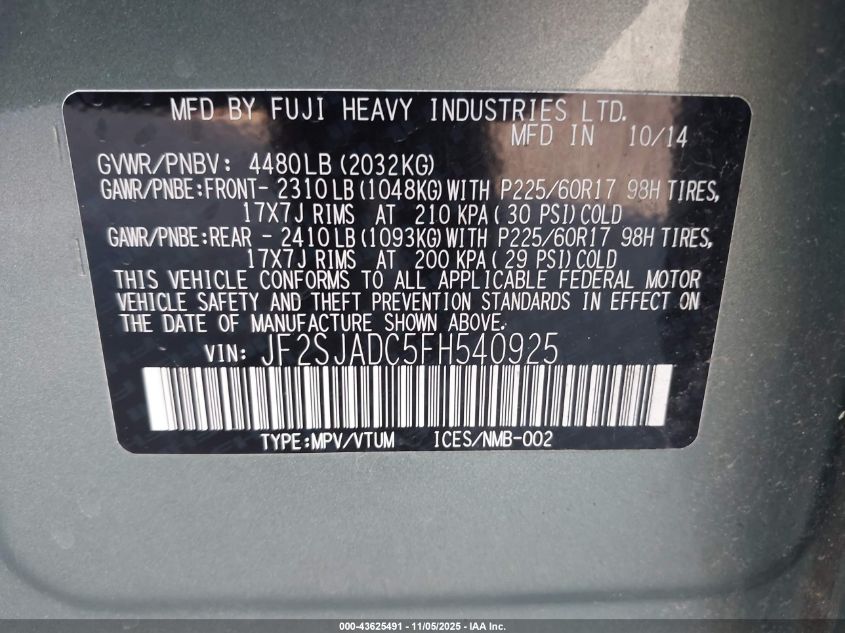 MFD BY FUJI HEAVY INDUSTRIES LTD.
MFD IN 10/14
GVWR/PNBV: 4480LB (2032KG)
GAWR/PNBE:FRONT- 2310LB (1048KG)WITH P225/60R17 98H TIRES,
17X7J RIMS AT 210 KPA( 30 PSI)COLD
GAWR/PNBE:REAR - 2410LB (1093KG)WITH P225/60R17 98H TIRES,
17X7J RIMS AT 200 KPA( 29 PSI)COLD
THIS VEHICLE CONFORMS TO ALL APPLICABLE FEDERAL MOTOR
VEHICLE SAFETY AND THEFT PREVENTION STANDARDS IN EFFECT ON
THE DATE OF MANUFACTURE SHOWN ABOVE.
VIN: JF2SJADC5FH540925
TYPE:MPV/VTUM ICES/NMB-002
000-43625491 - 11/05/2025 - IAA Inc.